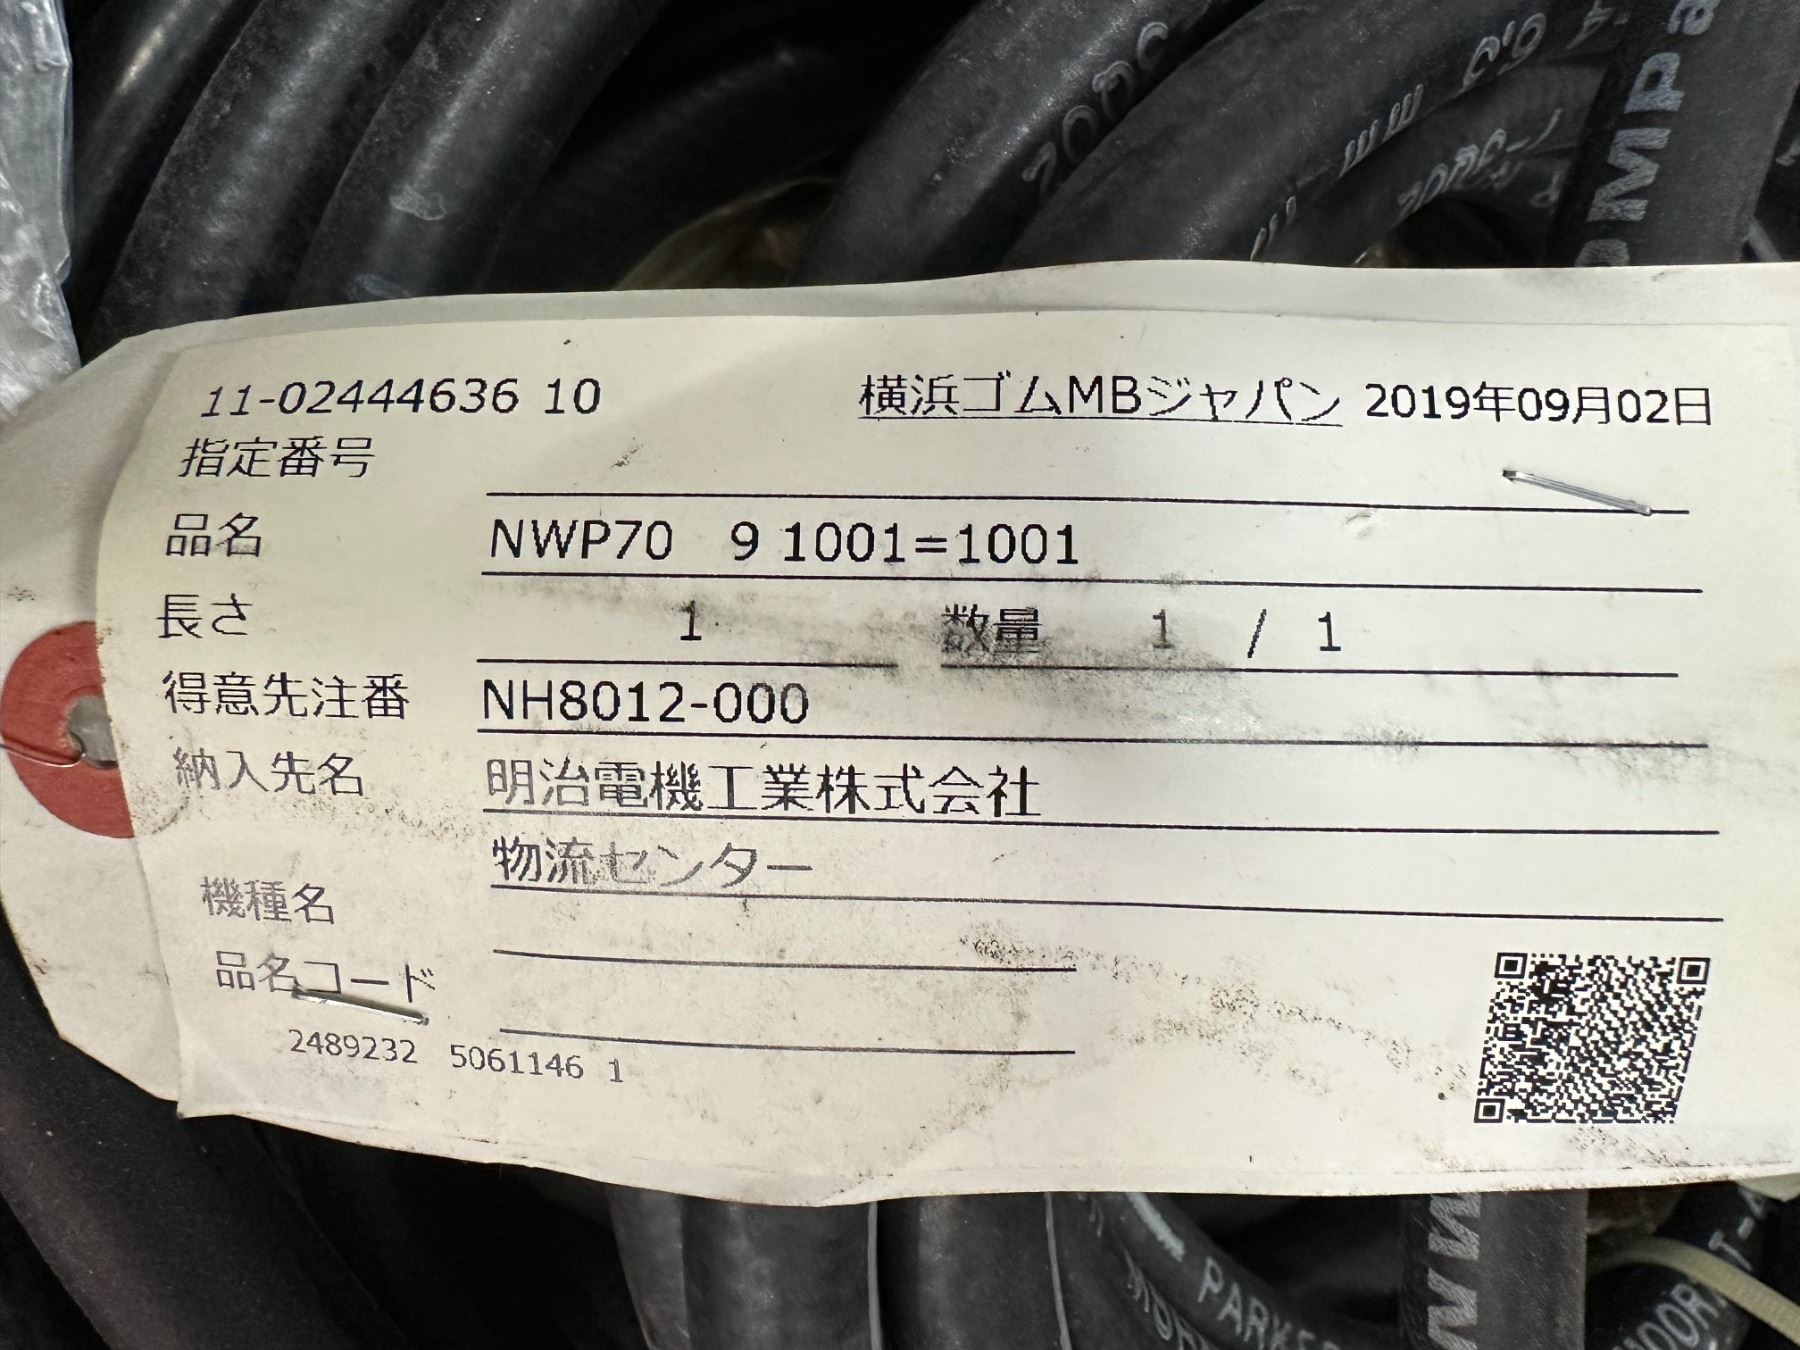 70DC
MPa
11-02444636 10 横浜ゴムMBジャパン 2019年09月02日
指定番号
品名 NWP70 9 1001=1001
長さ 1 数量 1 / 1
得意先注番 NH8012-000
納入先名 明治電機工業株式会社
物流センター
機種名
品名コード
2489232 5061146 1
PARKER